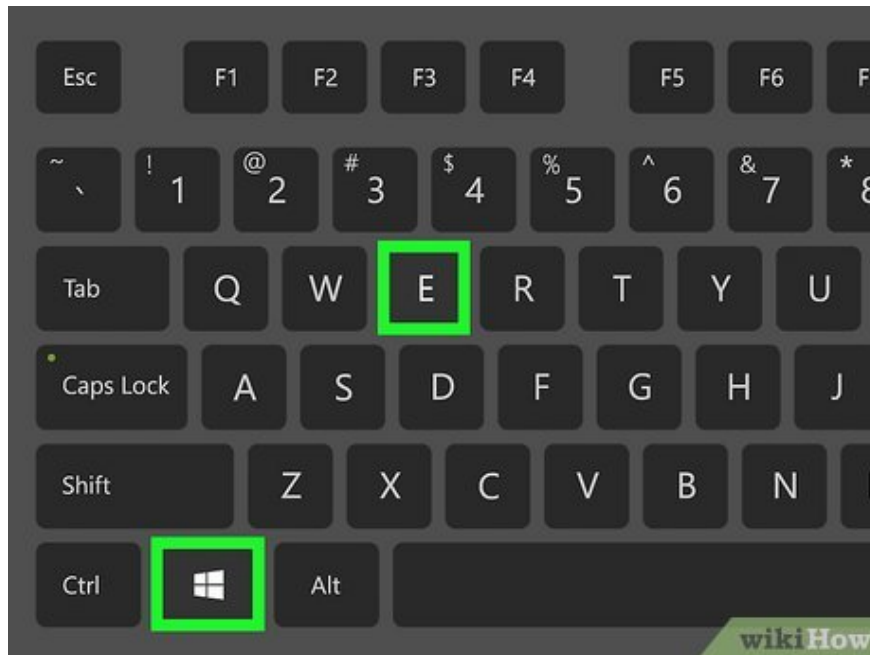 Esc F1 F2 F3 F4 F5 F6 F
~ ! @ # $ % ^ & *
` 1 2 3 4 5 6 7 8
Tab Q W E R T Y U
Caps Lock A S D F G H J
Shift Z X C V B N
Ctrl Alt
wikiHow